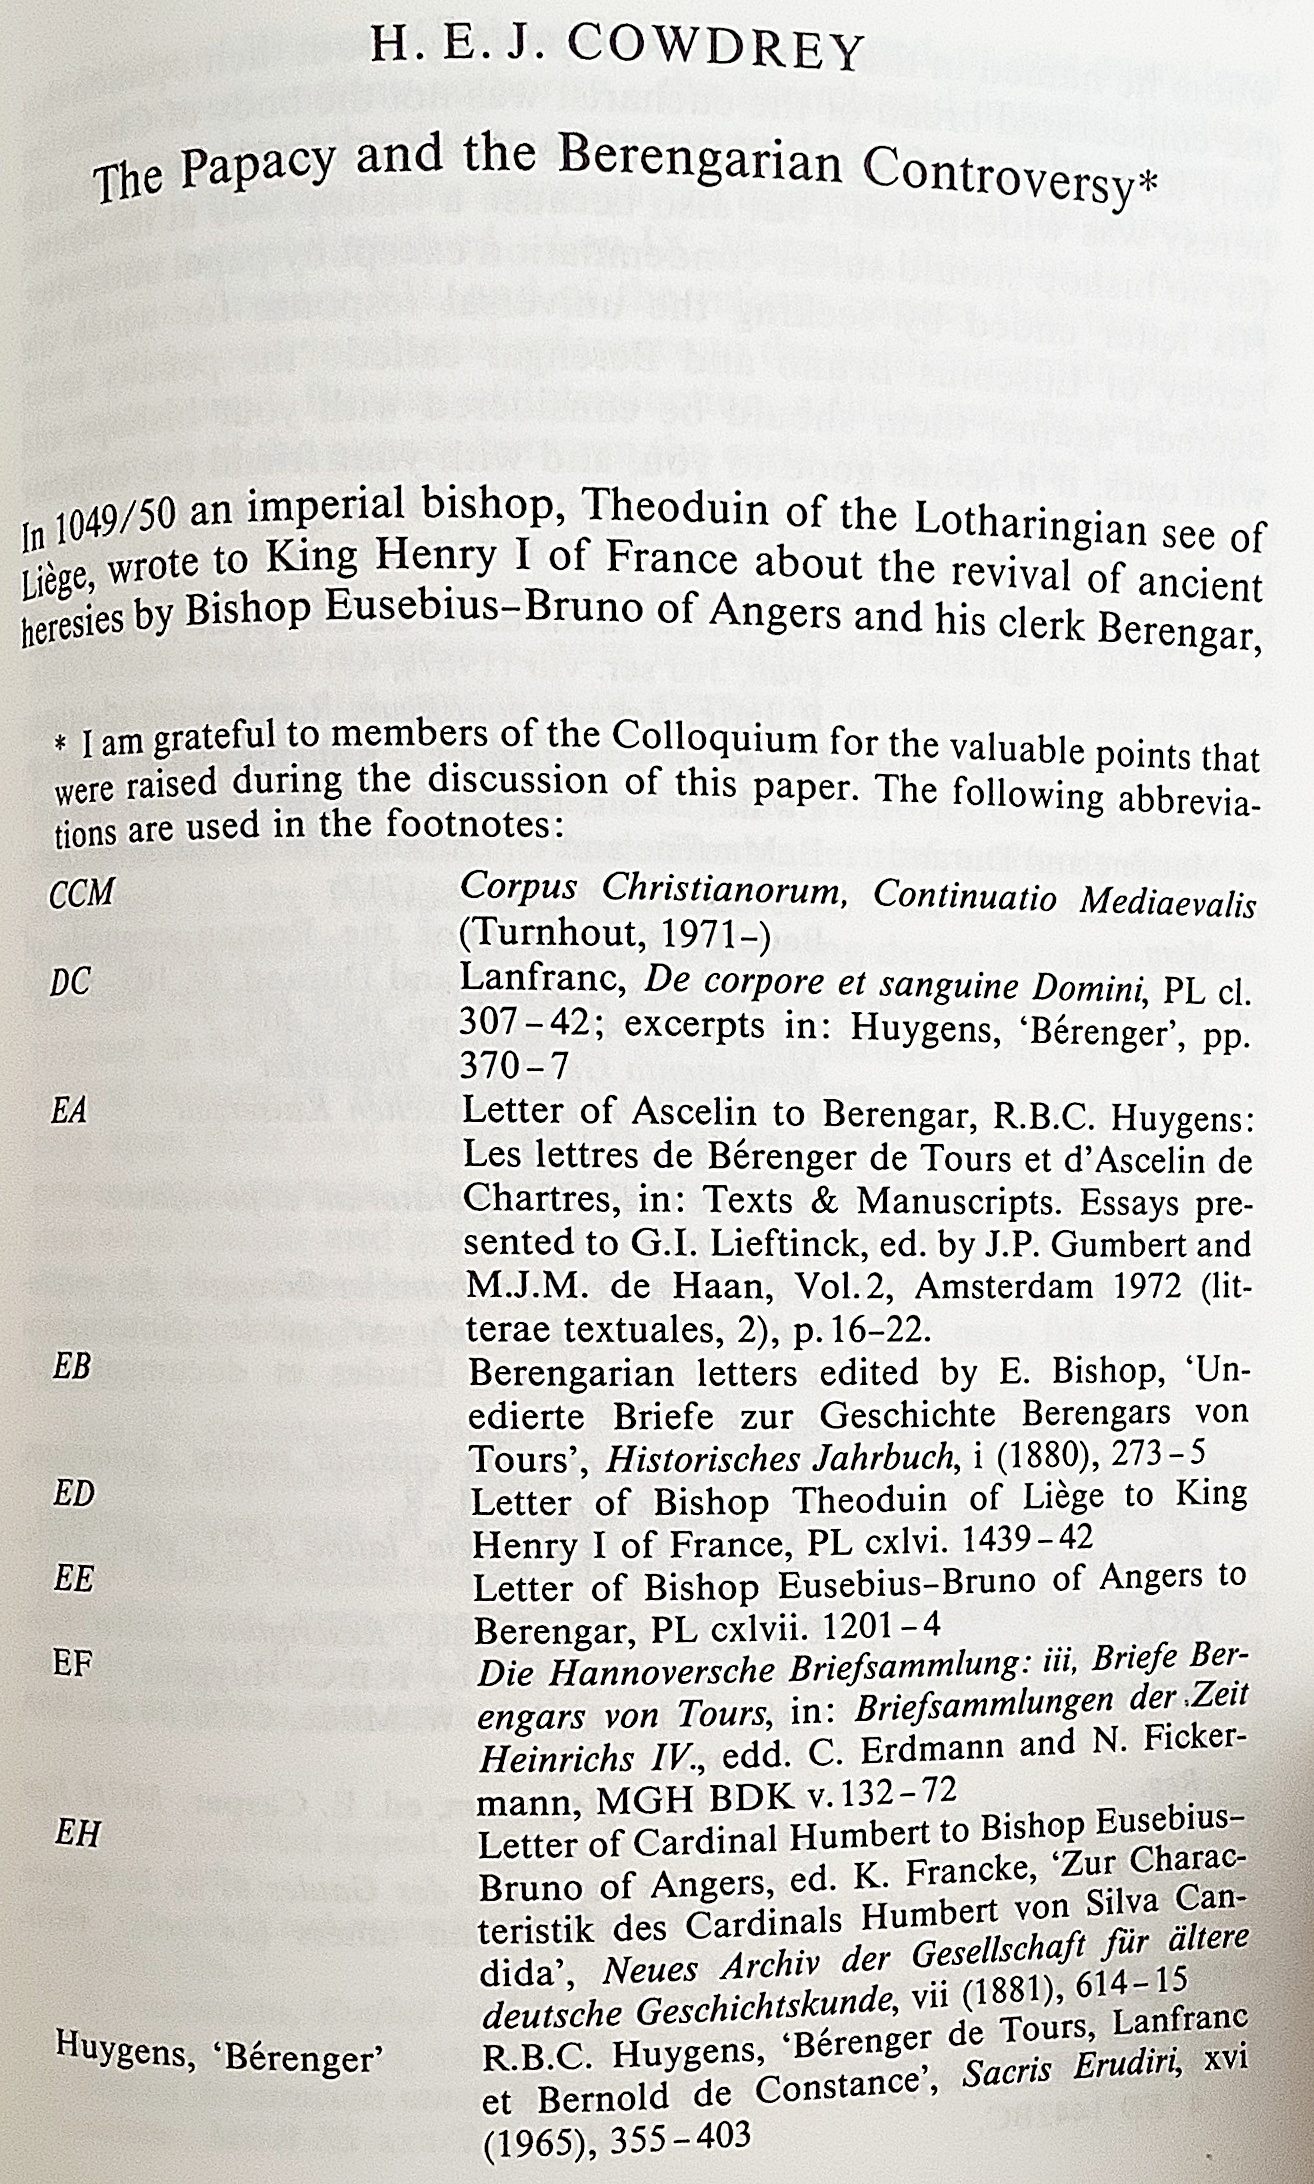 H. E. J. COWDREY
The Papacy and the Berengarian Controversy*
In 1049/50 an imperial bishop, Theoduin of the Lotharingian see of
Liège, wrote to King Henry I of France about the revival of ancient
heresies by Bishop Eusebius–Bruno of Angers and his clerk Berengar,
* I am grateful to members of the Colloquium for the valuable points that
were raised during the discussion of this paper. The following abbrevia-
tions are used in the footnotes:
CCM Corpus Christianorum, Continuatio Mediaevalis
(Turnhout, 1971–)
DC Lanfranc, De corpore et sanguine Domini, PL cl.
307–42; excerpts in: Huygens, ‘Bérenger’, pp.
370–7
EA Letter of Ascelin to Berengar, R.B.C. Huygens:
Les lettres de Bérenger de Tours et d’Ascelin de
Chartres, in: Texts & Manuscripts. Essays pre-
sented to G.I. Lieftinck, ed. by J.P. Gumbert and
M.J.M. de Haan, Vol. 2, Amsterdam 1972 (lit-
terae textuales, 2), p. 16–22.
EB Berengarian letters edited by E. Bishop, ‘Un-
edierte Briefe zur Geschichte Berengars von
Tours’, Historisches Jahrbuch, i (1880), 273–5
ED Letter of Bishop Theoduin of Liège to King
Henry I of France, PL cxlvi. 1439–42
EE Letter of Bishop Eusebius–Bruno of Angers to
Berengar, PL cxlvii. 1201–4
EF Die Hannoversche Briefsammlung: iii, Briefe Ber-
engars von Tours, in: Briefsammlungen der Zeit
Heinrichs IV., edd. C. Erdmann and N. Ficker-
mann, MGH BDK v. 132–72
EH Letter of Cardinal Humbert to Bishop Eusebius–
Bruno of Angers, ed. K. Francke, ‘Zur Charac-
teristik des Cardinals Humbert von Silva Can-
dida’, Neues Archiv der Gesellschaft für ältere
deutsche Geschichtskunde, vii (1881), 614–15
Huygens, ‘Bérenger’ R.B.C. Huygens, ‘Bérenger de Tours, Lanfranc
et Bernold de Constance’, Sacris Erudiri, xvi
(1965), 355–403